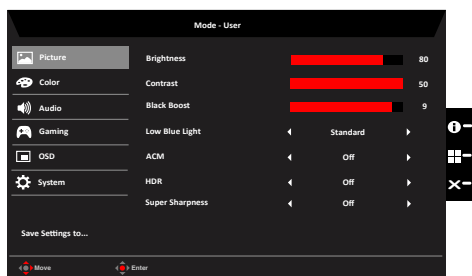 Mode - User
Picture
Brightness 80
Color
Contrast 50
Audio
Black Boost 9
Gaming
Low Blue Light Standard
OSD
ACM Off
System
HDR Off
Super Sharpness Off
Save Settings to...
Move Enter